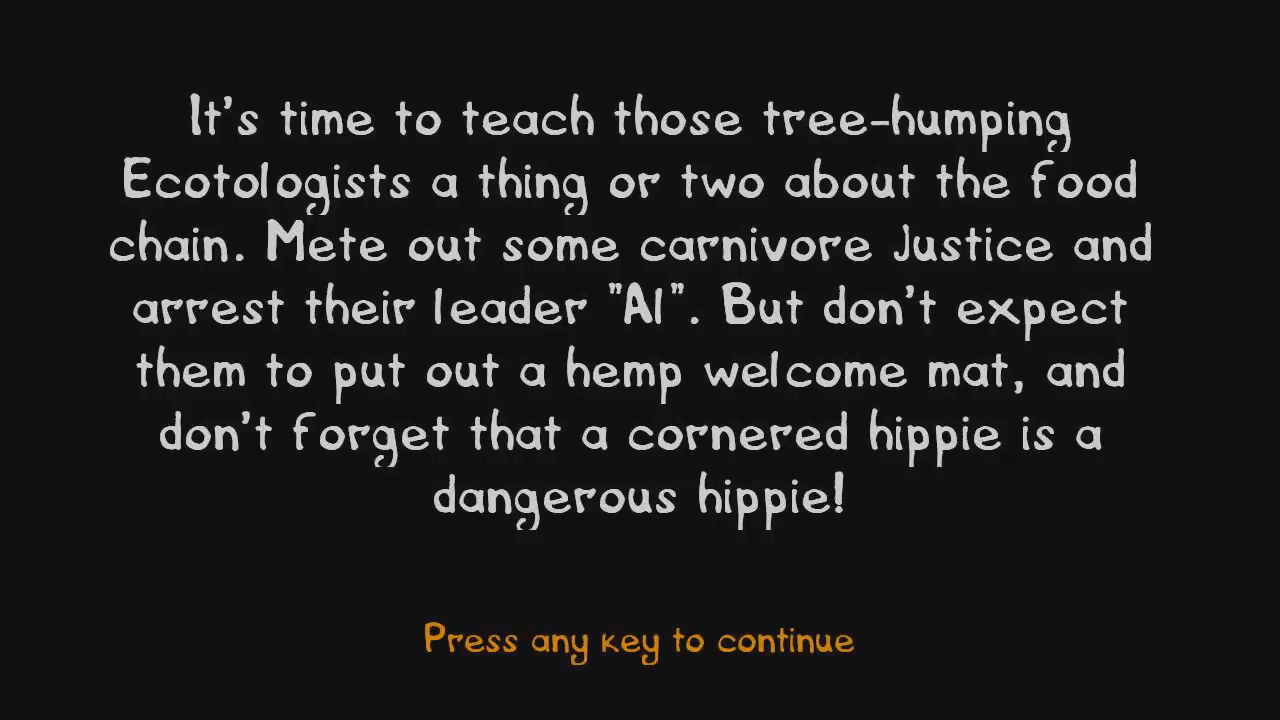 It's time to teach those tree-humping
Ecotologists a thing or two about the food
chain. Mete out some carnivore Justice and
arrest their leader "Al". But don't expect
them to put out a hemp welcome mat, and
don't forget that a cornered hippie is a
dangerous hippie!
Press any key to continue